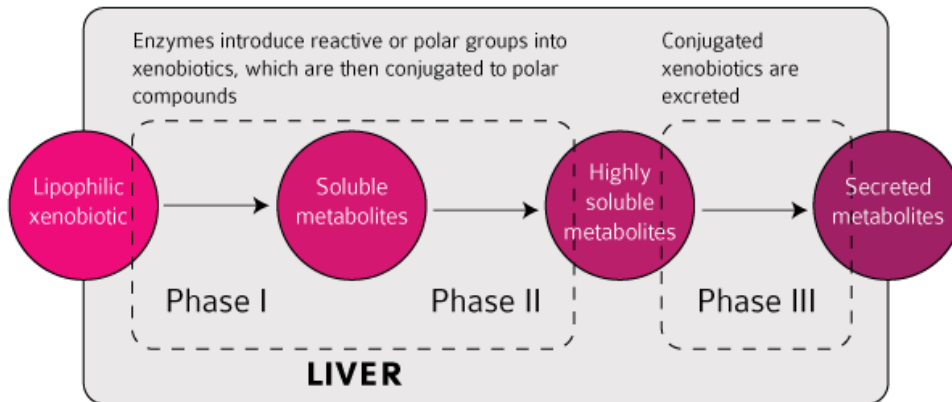 Enzymes introduce reactive or polar groups into
xenobiotics, which are then conjugated to polar
compounds
Conjugated
xenobiotics are
excreted
Lipophilic
xenobiotic
Soluble
metabolites
Highly
soluble
metabolites
Secreted
metabolites
Phase I
Phase II
Phase III
LIVER